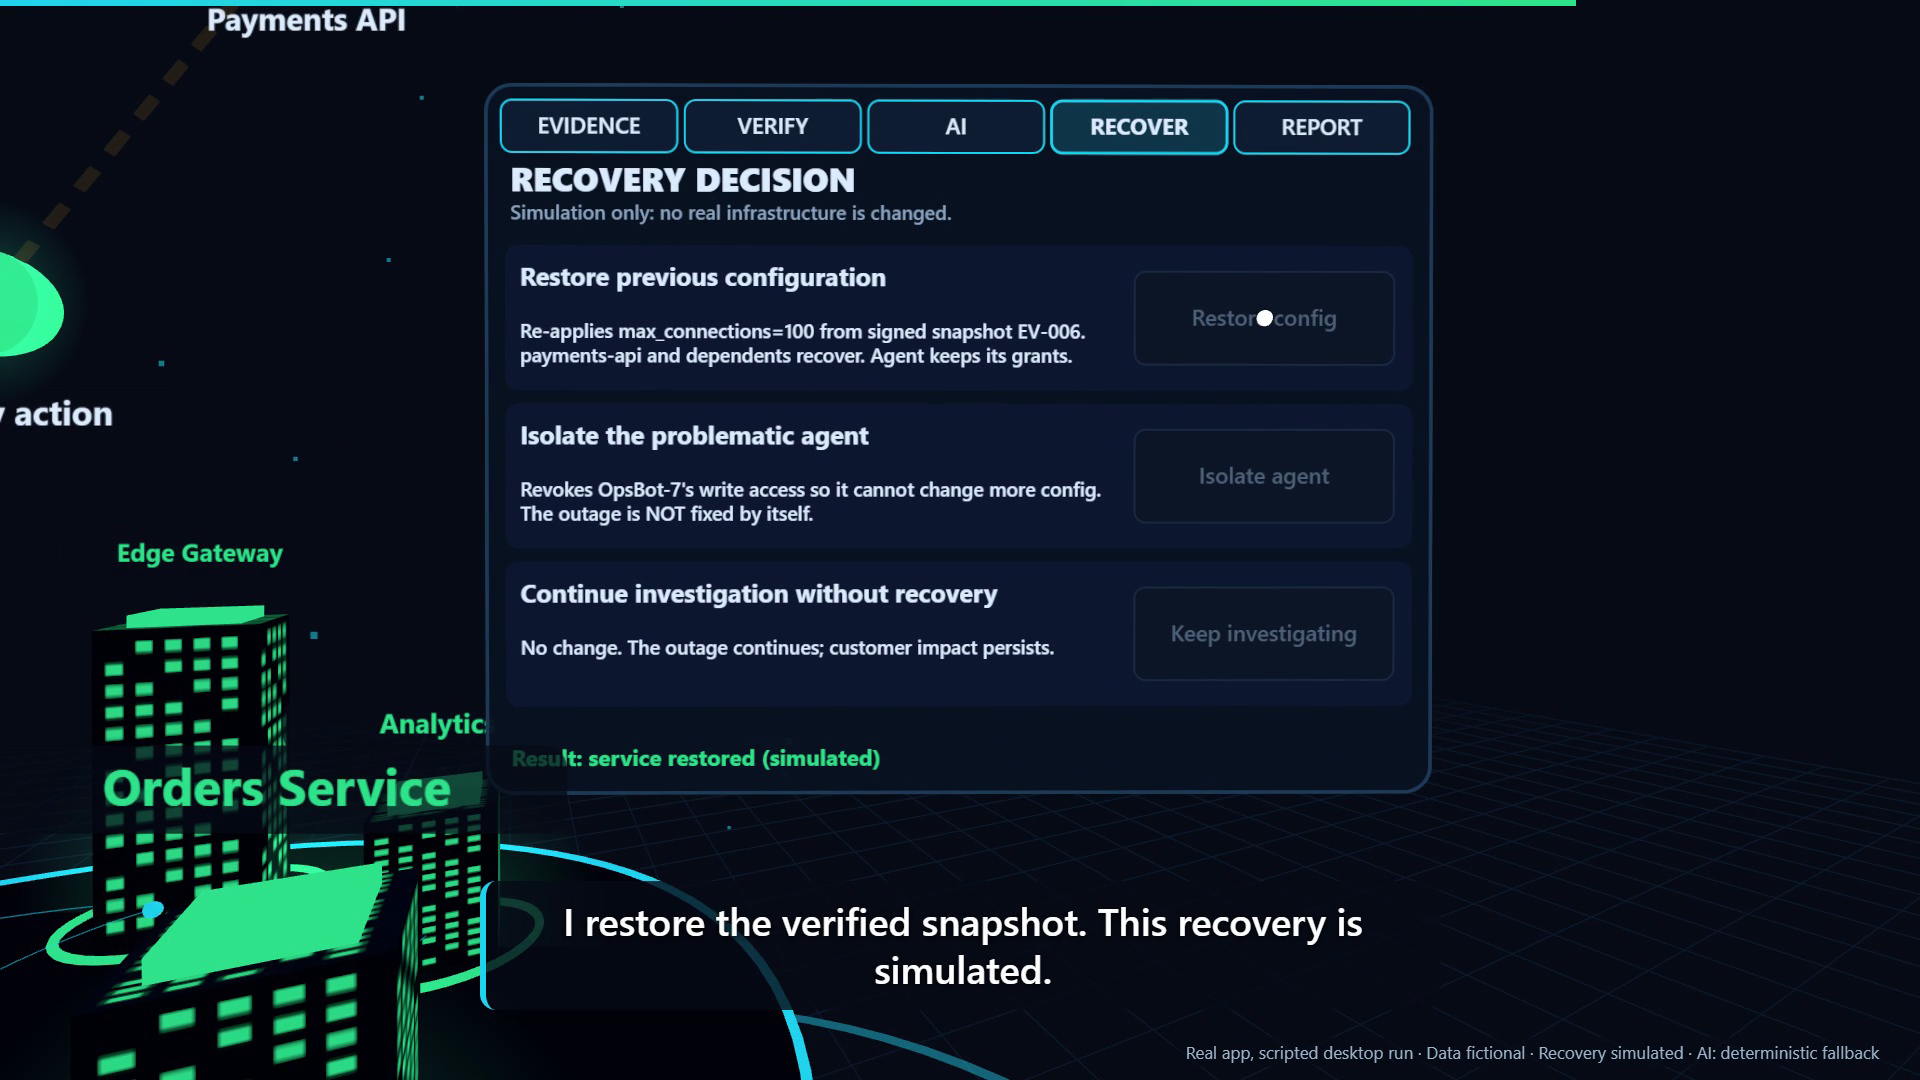 Payments API
EVIDENCE
VERIFY
AI
RECOVER
REPORT
RECOVERY DECISION
Simulation only: no real infrastructure is changed.
Restore previous configuration
Re-applies max_connections=100 from signed snapshot EV-006.
payments-api and dependents recover. Agent keeps its grants.
Restore config
Isolate the problematic agent
Revokes OpsBot-7's write access so it cannot change more config.
The outage is NOT fixed by itself.
Isolate agent
Continue investigation without recovery
No change. The outage continues; customer impact persists.
Keep investigating
Result: service restored (simulated)
action
Edge Gateway
Analytics
Orders Service
I restore the verified snapshot. This recovery is
simulated.
Real app, scripted desktop run · Data fictional · Recovery simulated · AI: deterministic fallback